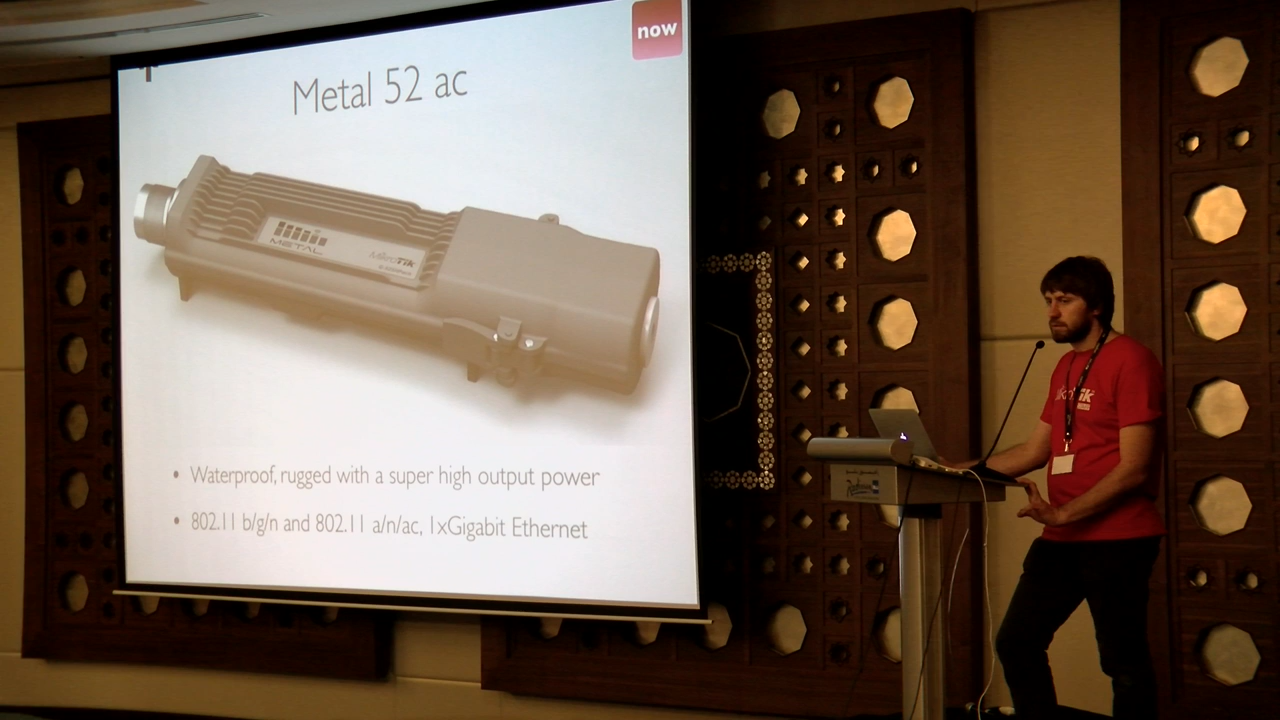 now
Metal 52 ac
METAL
MikroTik
• Waterproof, rugged with a super high output power
• 802.11 b/g/n and 802.11 a/n/ac, 1xGigabit Ethernet